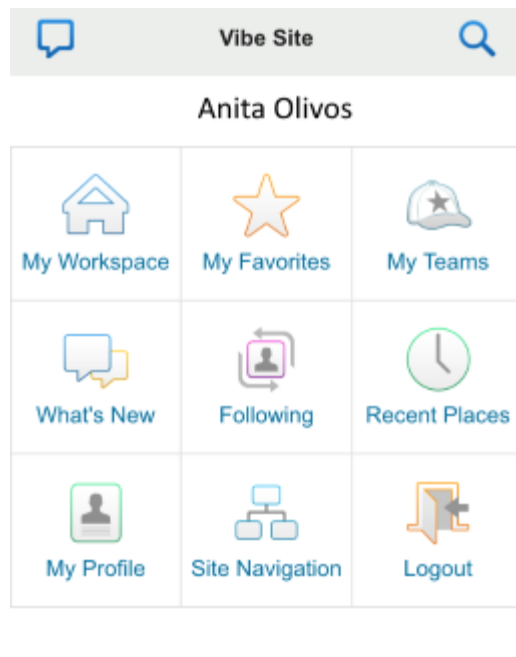 Vibe Site
Anita Olivos
My Workspace My Favorites My Teams
What's New Following Recent Places
My Profile Site Navigation Logout